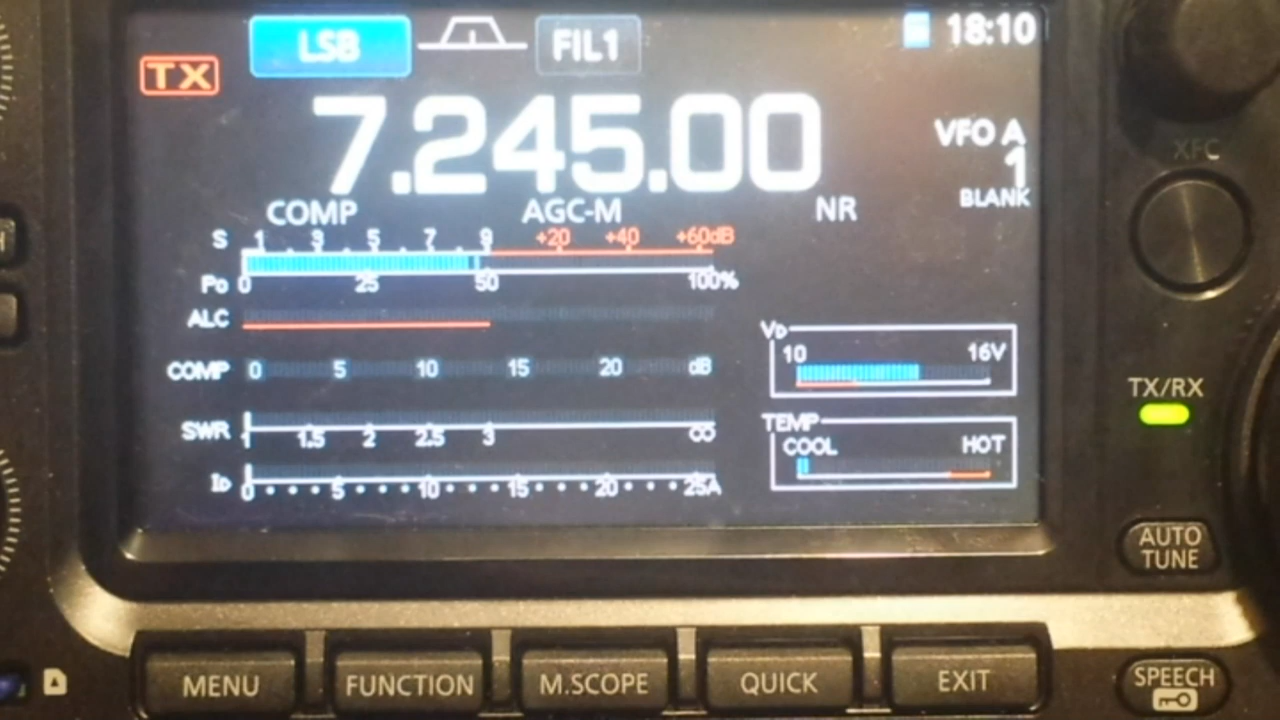 LSB FIL1 18:10
TX
7.245.00
VFO A
1
XFC
BLANK
COMP AGC-M NR
S 1 3 5 7 9 +20 +40 +60dB
Po 0 25 50 100%
ALC
COMP 0 5 10 15 20 dB
SWR 1 1.5 2 2.5 3 ∞
ID 0 5 10 15 20 25A
VD
10 16V
TEMP
COOL HOT
TX/RX
AUTO
TUNE
MENU FUNCTION M.SCOPE QUICK EXIT
SPEECH